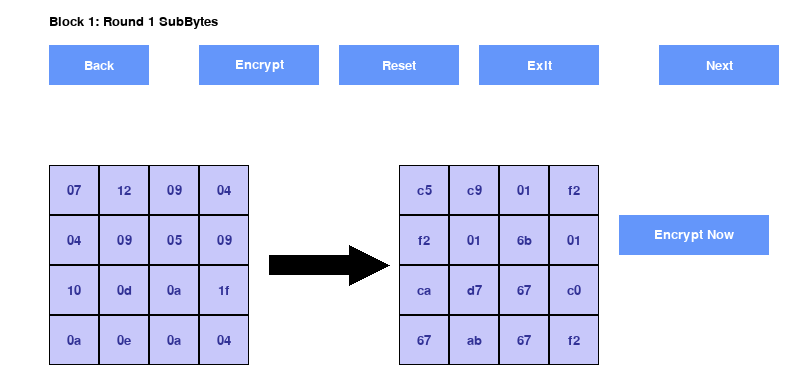 Block 1: Round 1 SubBytes
Back Encrypt Reset Exit Next
07 12 09 04 c5 c9 01 f2
04 09 05 09 f2 01 6b 01
Encrypt Now
10 0d 0a 1f ca d7 67 c0
0a 0e 0a 04 67 ab 67 f2